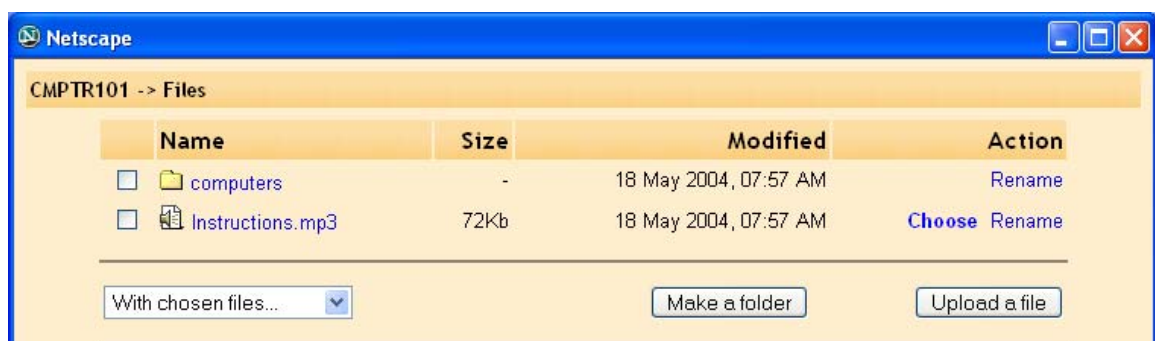 Netscape
CMPTR101 -> Files
Name Size Modified Action
computers - 18 May 2004, 07:57 AM Rename
Instructions.mp3 72Kb 18 May 2004, 07:57 AM Choose Rename
With chosen files... Make a folder Upload a file